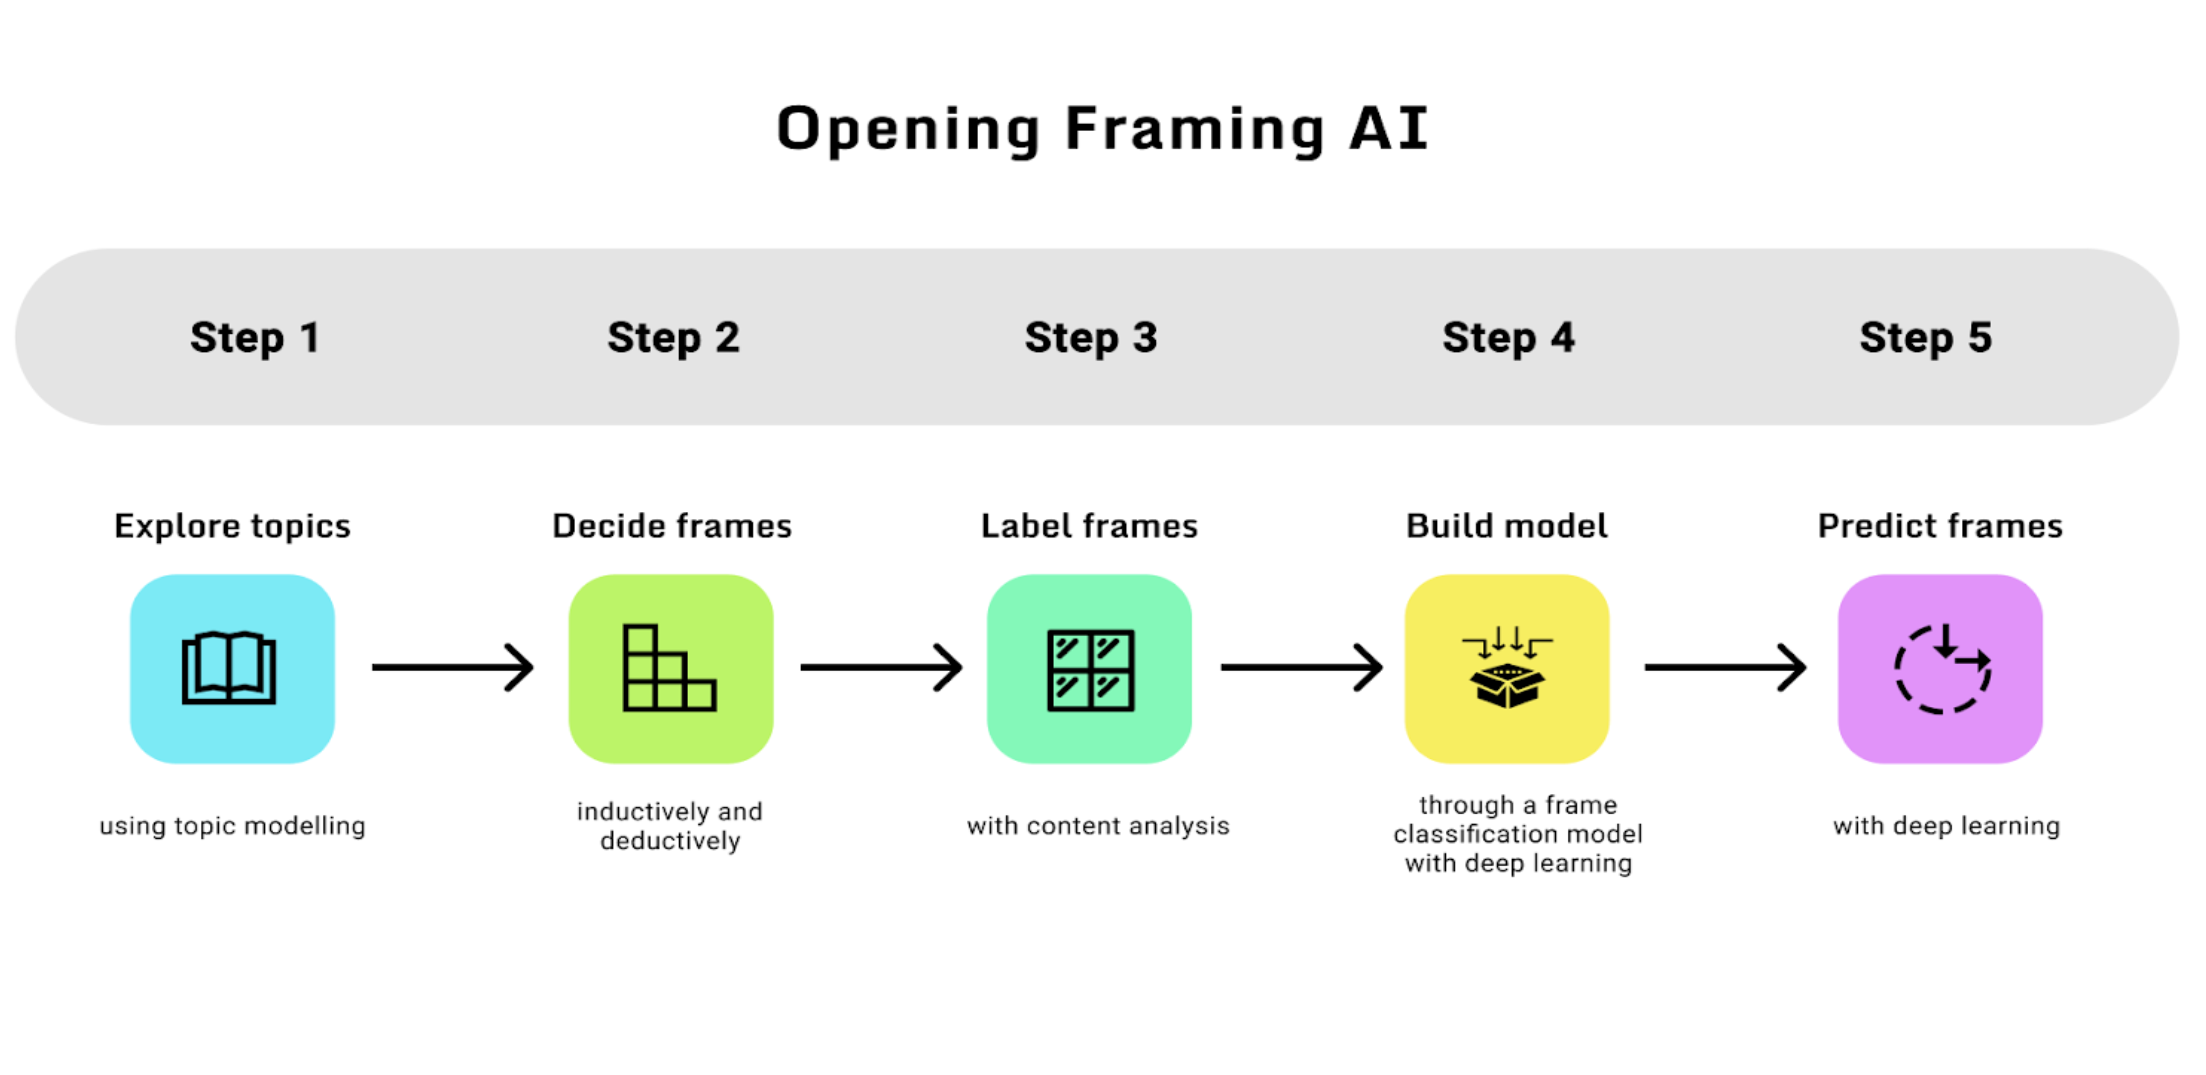 Opening Framing AI
Step 1
Step 2
Step 3
Step 4
Step 5
Explore topics
using topic modelling
Decide frames
inductively and
deductively
Label frames
with content analysis
Build model
through a frame
classification model
with deep learning
Predict frames
with deep learning